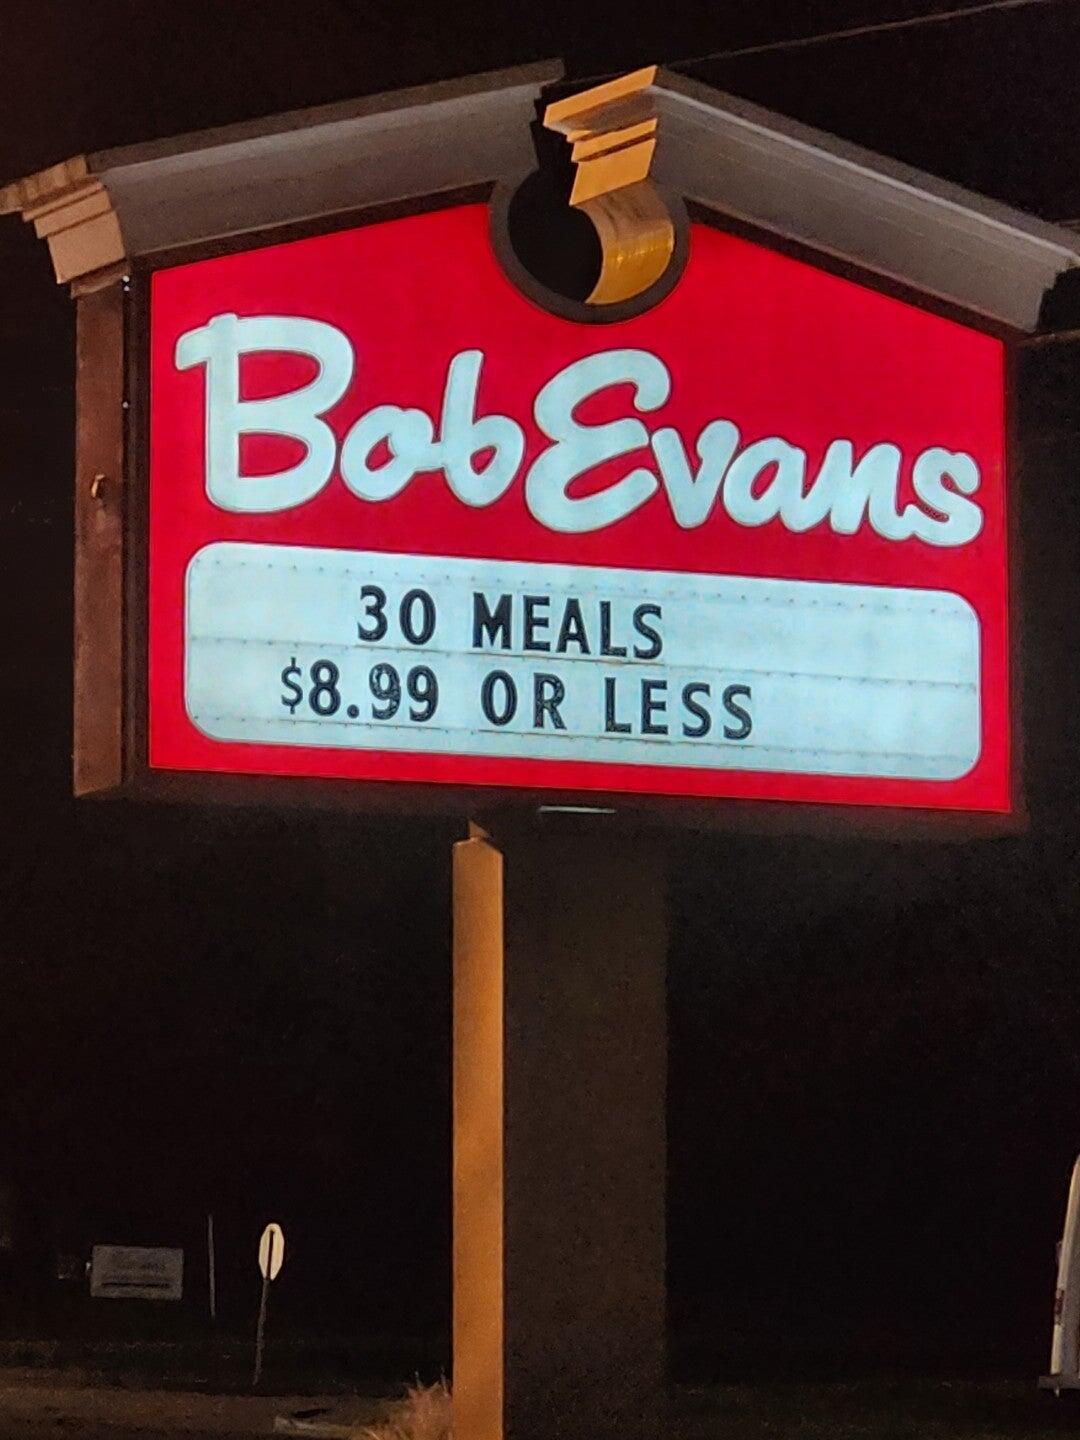 Bob Evans
30 MEALS
$8.99 OR LESS